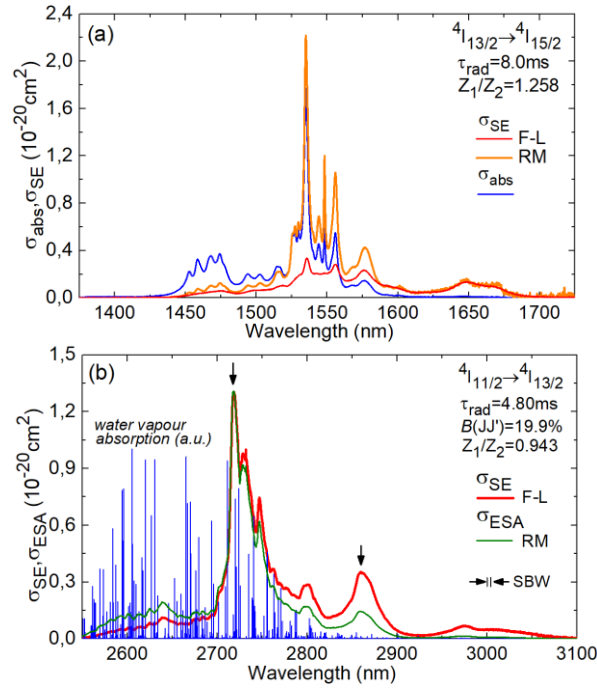 (a)
⁴I₁₃/₂→⁴I₁₅/₂
τrad=8.0ms
Z₁/Z₂=1.258
σSE
F-L
RM
σabs
σabs,σSE (10⁻²⁰cm²)
2,4
2,0
1,6
1,2
0,8
0,4
0,0
1400 1450 1500 1550 1600 1650 1700
Wavelength (nm)
(b)
⁴I₁₁/₂→⁴I₁₃/₂
τrad=4.80ms
B(JJ')=19.9%
Z₁/Z₂=0.943
water vapour
absorption (a.u.)
σSE
F-L
σESA
RM
SBW
σSE,σESA (10⁻²⁰cm²)
1,5
1,2
0,9
0,6
0,3
0,0
2600 2700 2800 2900 3000 3100
Wavelength (nm)